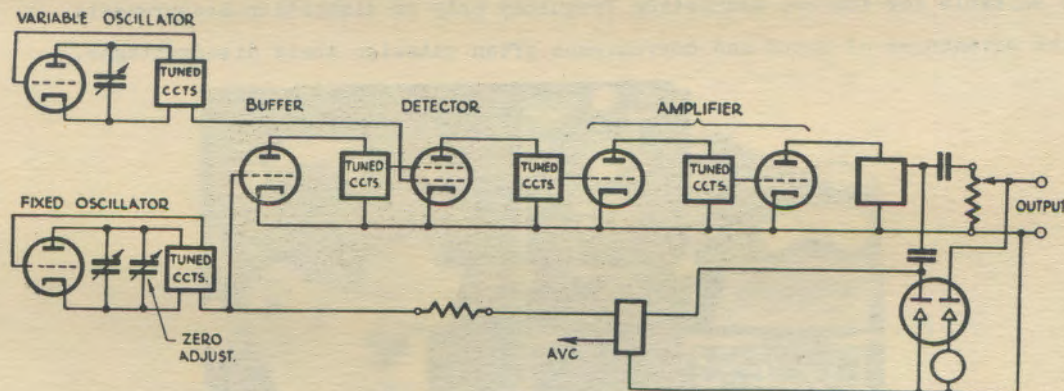 VARIABLE OSCILLATOR
TUNED
CCTS.
BUFFER
DETECTOR
AMPLIFIER
TUNED
CCTS.
TUNED
CCTS.
TUNED
CCTS.
OUTPUT
FIXED OSCILLATOR
TUNED
CCTS.
ZERO
ADJUST.
AVC